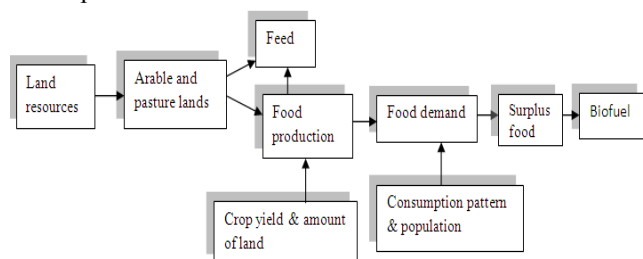 Feed
Land
resources
Arable and
pasture lands
Food
production
Food demand
Surplus
food
Biofuel
Crop yield & amount
of land
Consumption pattern
& population